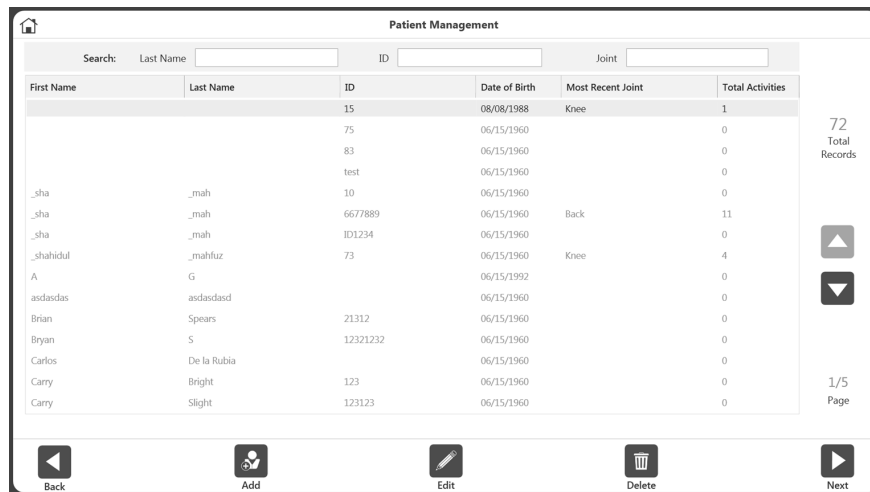 Patient Management
Search: Last Name ID Joint
First Name Last Name ID Date of Birth Most Recent Joint Total Activities
15 08/08/1988 Knee 1
75 06/15/1960 0
83 06/15/1960 0
test 06/15/1960 0
_sha _mah 10 06/15/1960 0
_sha _mah 6677889 06/15/1960 Back 11
_sha _mah ID1234 06/15/1960 0
_shahidul _mahfuz 73 06/15/1960 Knee 4
A G 06/15/1992 0
asdasdas asdasdasd 06/15/1960 0
Brian Spears 21312 06/15/1960 0
Bryan S 12321232 06/15/1960 0
Carlos De la Rubia 06/15/1960 0
Carry Bright 123 06/15/1960 0
Carry Slight 123123 06/15/1960 0
72
Total
Records
1/5
Page
Back Add Edit Delete Next